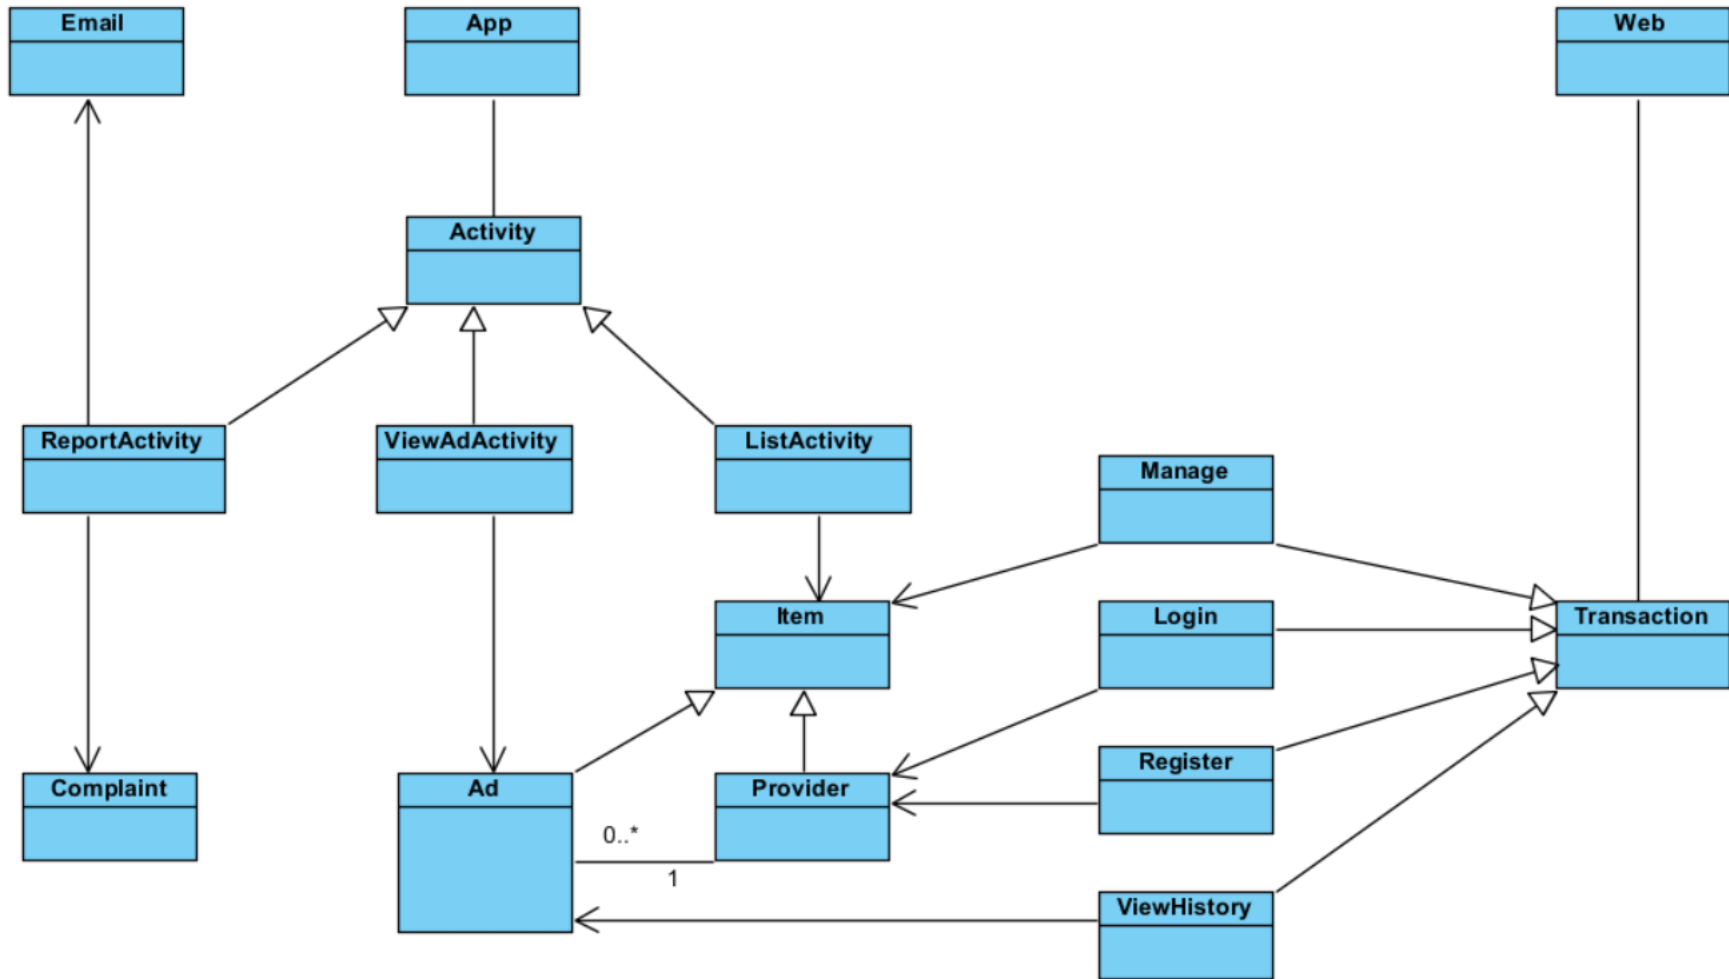 Email
App
Web
Activity
ReportActivity
ViewAdActivity
ListActivity
Manage
Item
Login
Transaction
Complaint
Ad
Provider
Register
0..*
1
ViewHistory